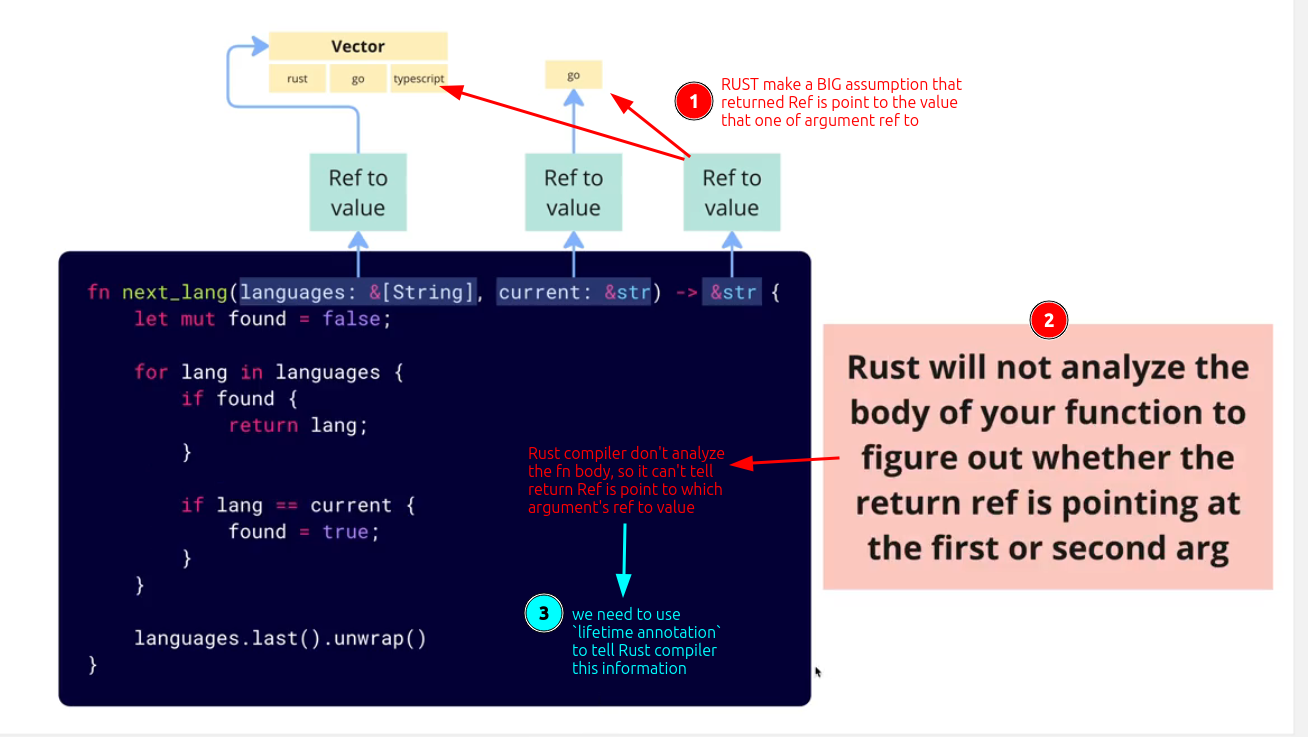 Vector
rust go typescript
go
1
RUST make a BIG assumption that
returned Ref is point to the value
that one of argument ref to
Ref to
value
Ref to
value
Ref to
value
fn next_lang(languages: &[String], current: &str) -> &str {
    let mut found = false;
    for lang in languages {
        if found {
            return lang;
        }
        if lang == current {
            found = true;
        }
    }
    languages.last().unwrap()
}
2
Rust will not analyze the
body of your function to
figure out whether the
return ref is pointing at
the first or second arg
Rust compiler don't analyze
the fn body, so it can't tell
return Ref is point to which
argument's ref to value
3
we need to use
`lifetime annotation`
to tell Rust compiler
this information